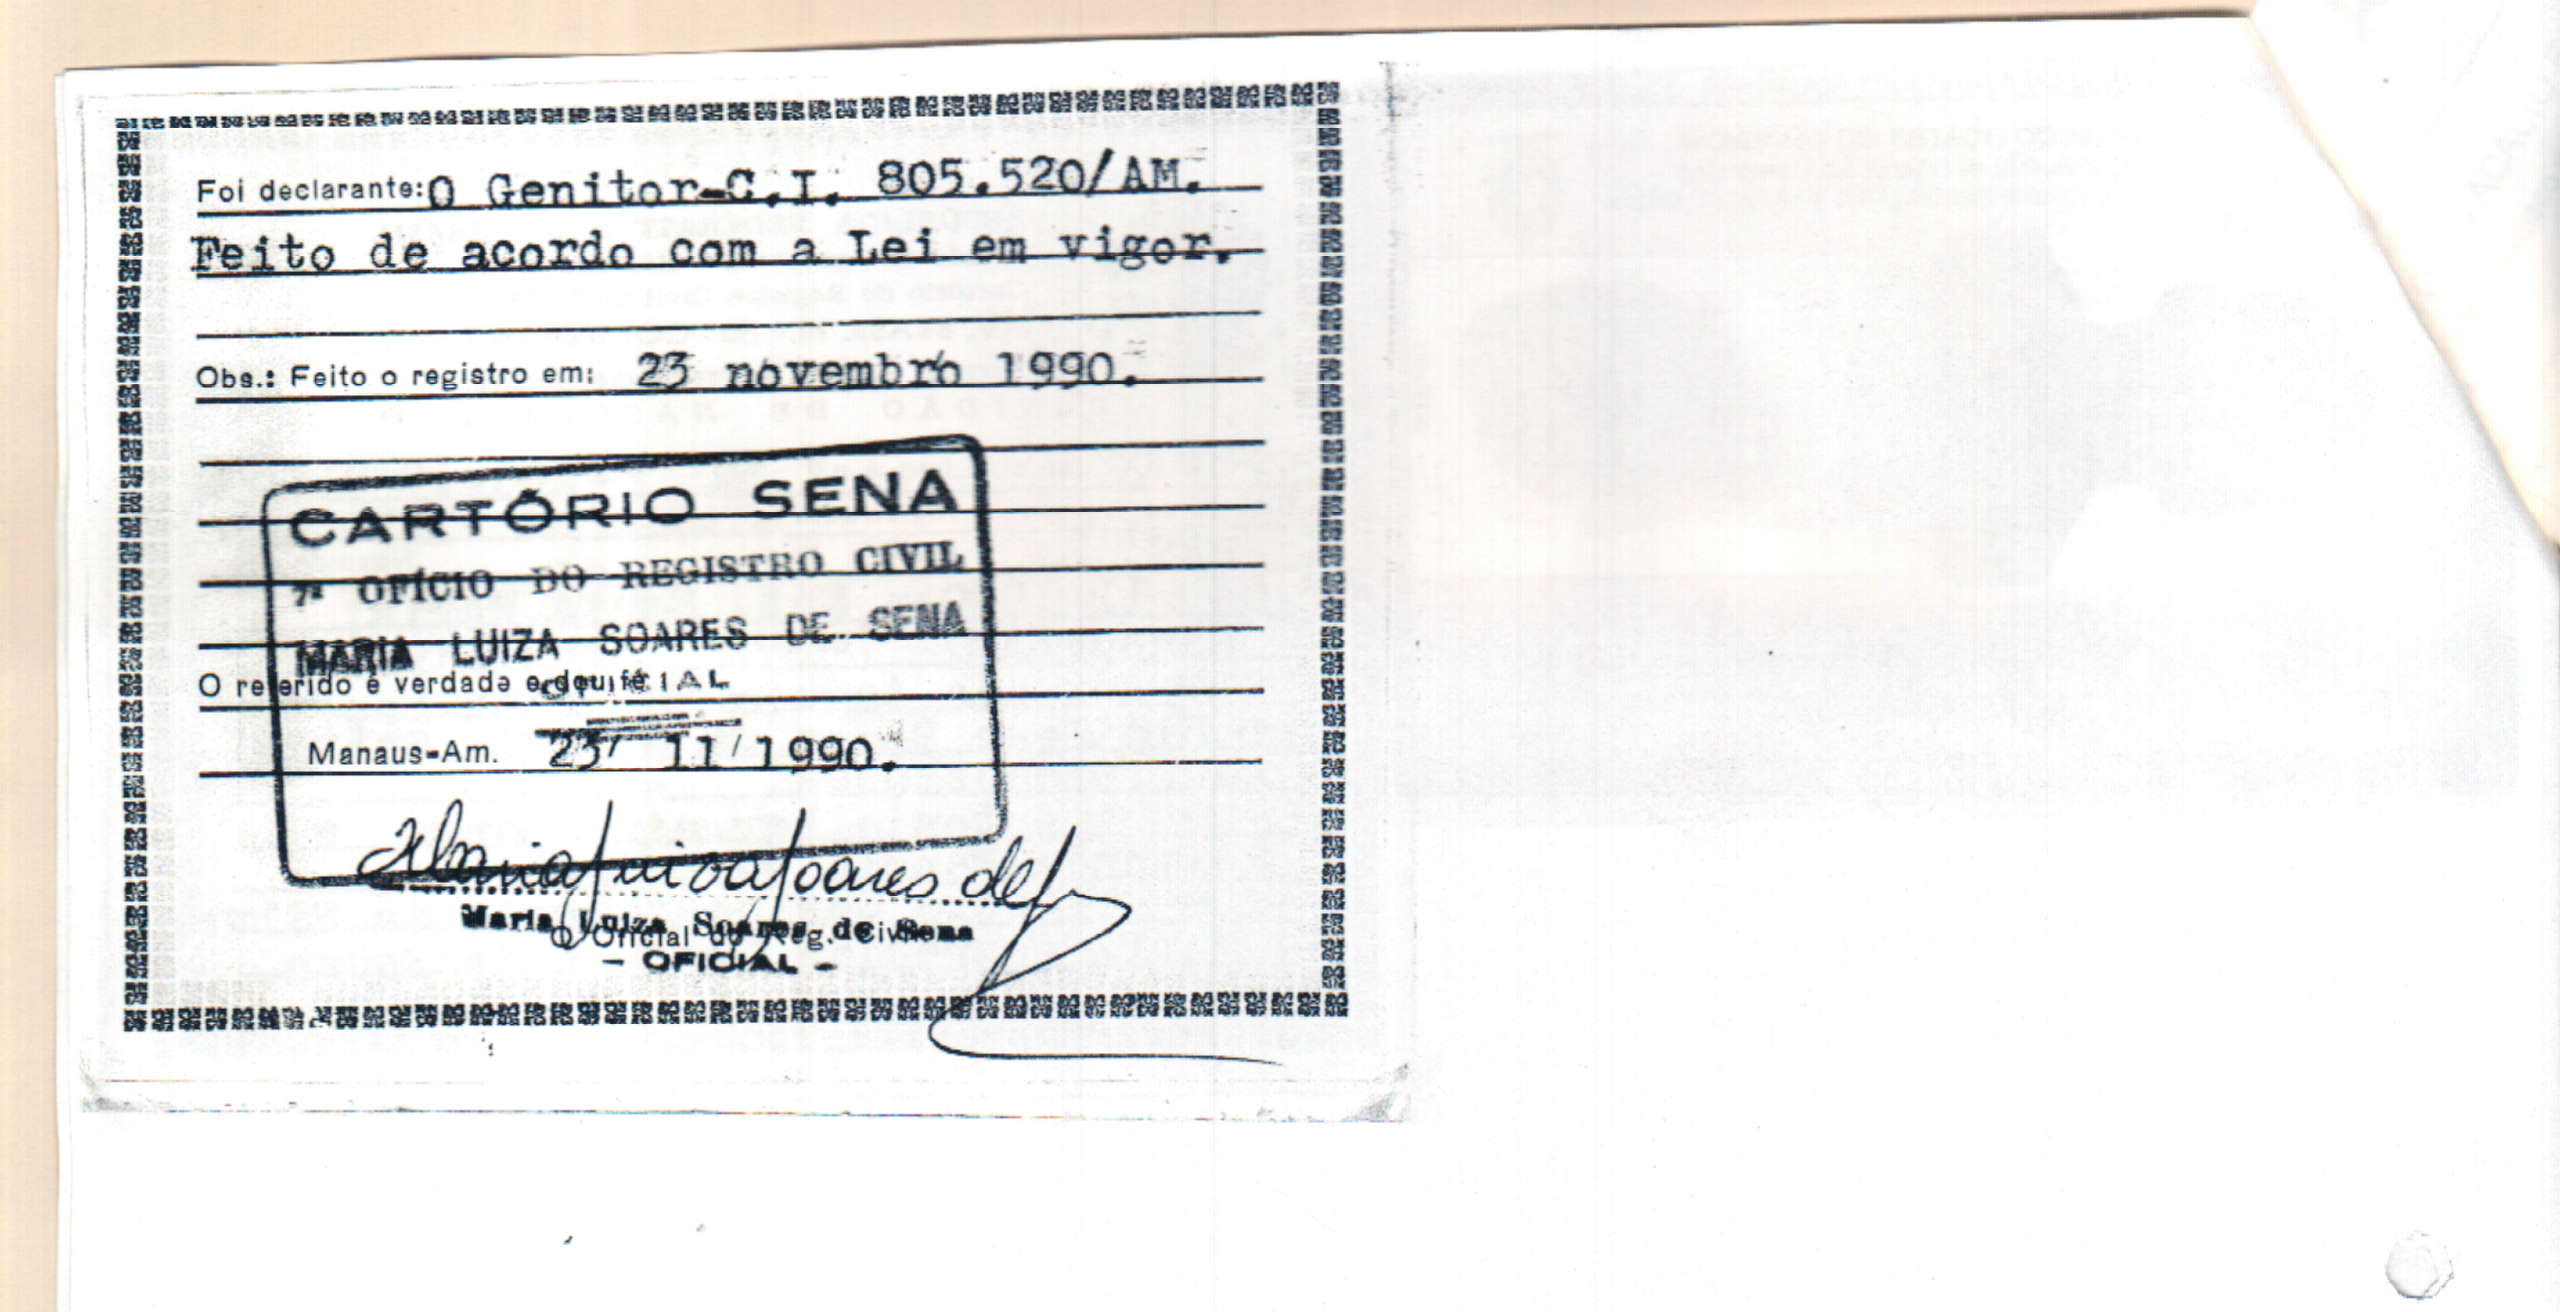 Foi declarante: O Genitor-C.I. 805.520/AM.
Feito de acordo com a Lei em vigor.
Obs.: Feito o registro em: 23 novembro 1990.
CARTÓRIO SENA
7º OFÍCIO DO REGISTRO CIVIL
MARIA LUIZA SOARES DE SENA
OFICIAL
O referido é verdade e dou fé
Manaus-Am. 23/ 11/ 1990.
Maria Luiza Soares de
Maria Luiza Soares de Sena
O Oficial do Reg. Civil
- OFICIAL -